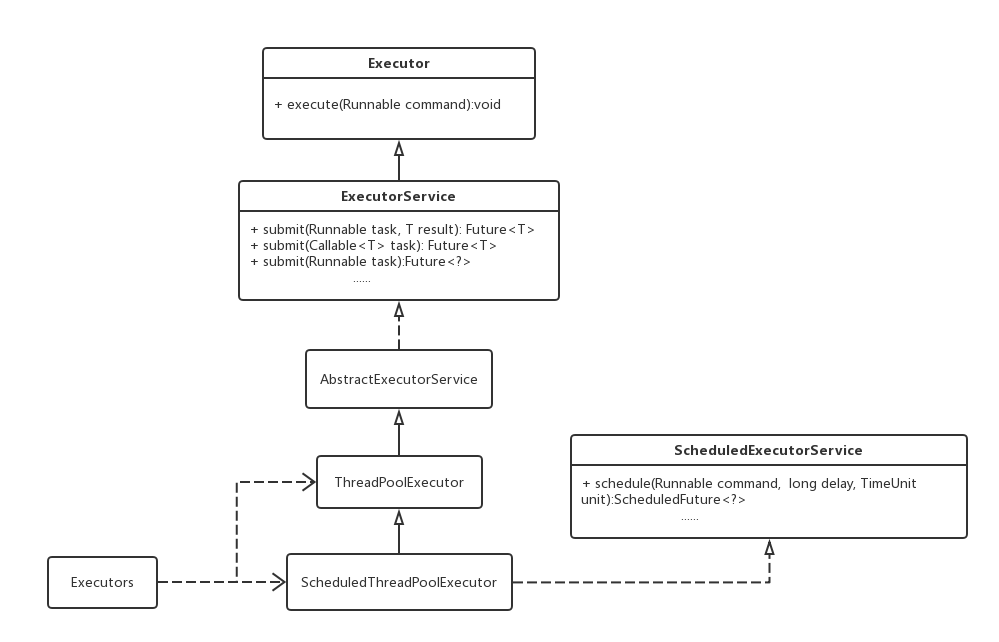 Executor
+ execute(Runnable command):void
ExecutorService
+ submit(Runnable task, T result): Future<T>
+ submit(Callable<T> task): Future<T>
+ submit(Runnable task):Future<?>
......
AbstractExecutorService
ScheduledExecutorService
+ schedule(Runnable command,  long delay, TimeUnit
unit):ScheduledFuture<?>
......
ThreadPoolExecutor
Executors
ScheduledThreadPoolExecutor